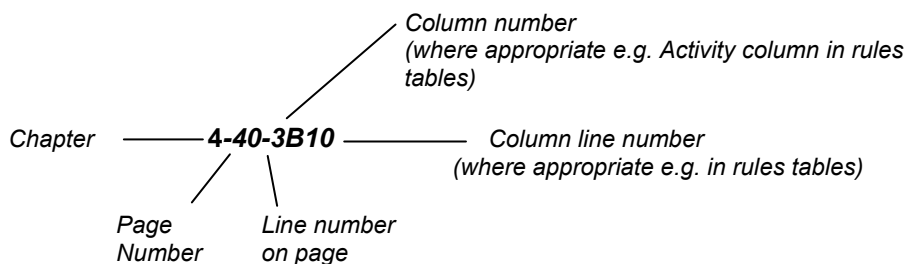 Column number
(where appropriate e.g. Activity column in rules
tables)
Chapter
4-40-3B10
Column line number
(where appropriate e.g. in rules tables)
Page
Number
Line number
on page